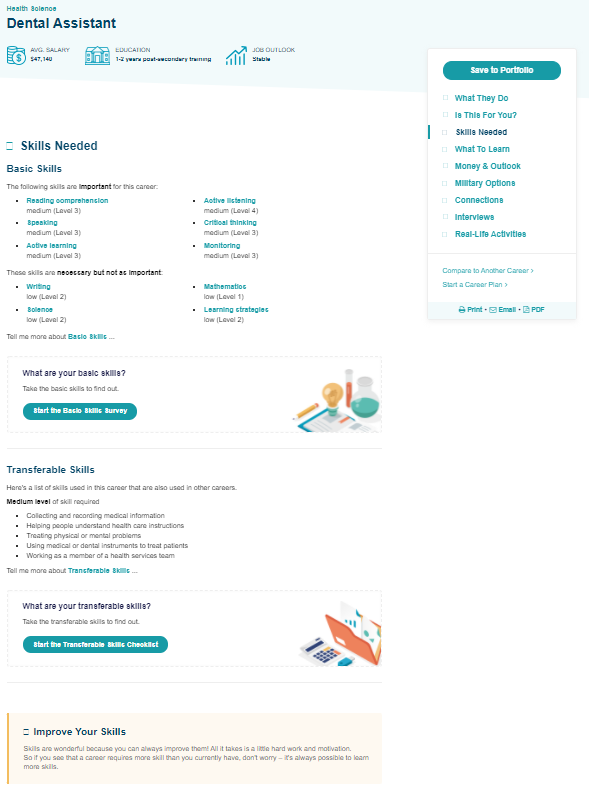 Health Science
Dental Assistant
AVG. SALARY
$47,140
EDUCATION
1-2 years post-secondary training
JOB OUTLOOK
Stable
Save to Portfolio
What They Do
Is This For You?
Skills Needed
What To Learn
Money & Outlook
Military Options
Connections
Interviews
Real-Life Activities
Compare to Another Career >
Start a Career Plan >
Print • Email • PDF
Skills Needed
Basic Skills
The following skills are important for this career:
Reading comprehension
medium (Level 3)
Speaking
medium (Level 3)
Active learning
medium (Level 3)
Active listening
medium (Level 4)
Critical thinking
medium (Level 3)
Monitoring
medium (Level 3)
These skills are necessary but not as important:
Writing
low (Level 2)
Science
low (Level 2)
Mathematics
low (Level 1)
Learning strategies
low (Level 2)
Tell me more about Basic Skills ...
What are your basic skills?
Take the basic skills to find out.
Start the Basic Skills Survey
Transferable Skills
Here's a list of skills used in this career that are also used in other careers.
Medium level of skill required
Collecting and recording medical information
Helping people understand health care instructions
Treating physical or mental problems
Using medical or dental instruments to treat patients
Working as a member of a health services team
Tell me more about Transferable Skills ...
What are your transferable skills?
Take the transferable skills to find out.
Start the Transferable Skills Checklist
Improve Your Skills
Skills are wonderful because you can always improve them! All it takes is a little hard work and motivation.
So if you see that a career requires more skill than you currently have, don't worry – it's always possible to learn
more skills.